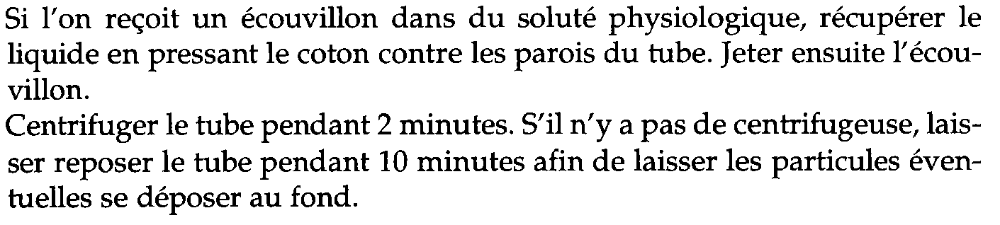 Si l’on reçoit un écouvillon dans du soluté physiologique, récupérer le
liquide en pressant le coton contre les parois du tube. Jeter ensuite l’écou-
villon.
Centrifuger le tube pendant 2 minutes. S’il n’y a pas de centrifugeuse, lais-
ser reposer le tube pendant 10 minutes afin de laisser les particules éven-
tuelles se déposer au fond.